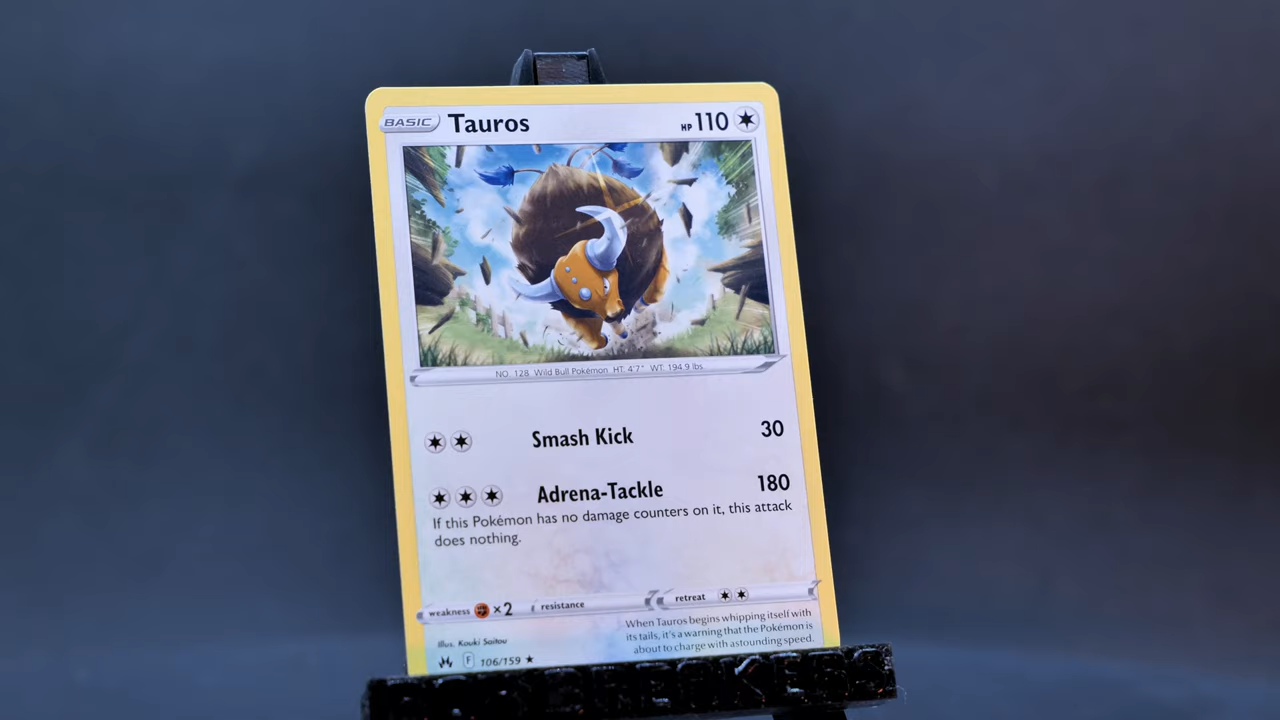 BASIC Tauros HP 110
NO. 128 Wild Bull Pokémon HT: 4'7" WT: 194.9 lbs
Smash Kick 30
Adrena-Tackle 180
If this Pokémon has no damage counters on it, this attack
does nothing.
weakness ×2 resistance retreat
When Tauros begins whipping itself with
its tails, it's a warning that the Pokémon is
about to charge with astounding speed.
Illus. Kouki Saitou
F 106/159 ★